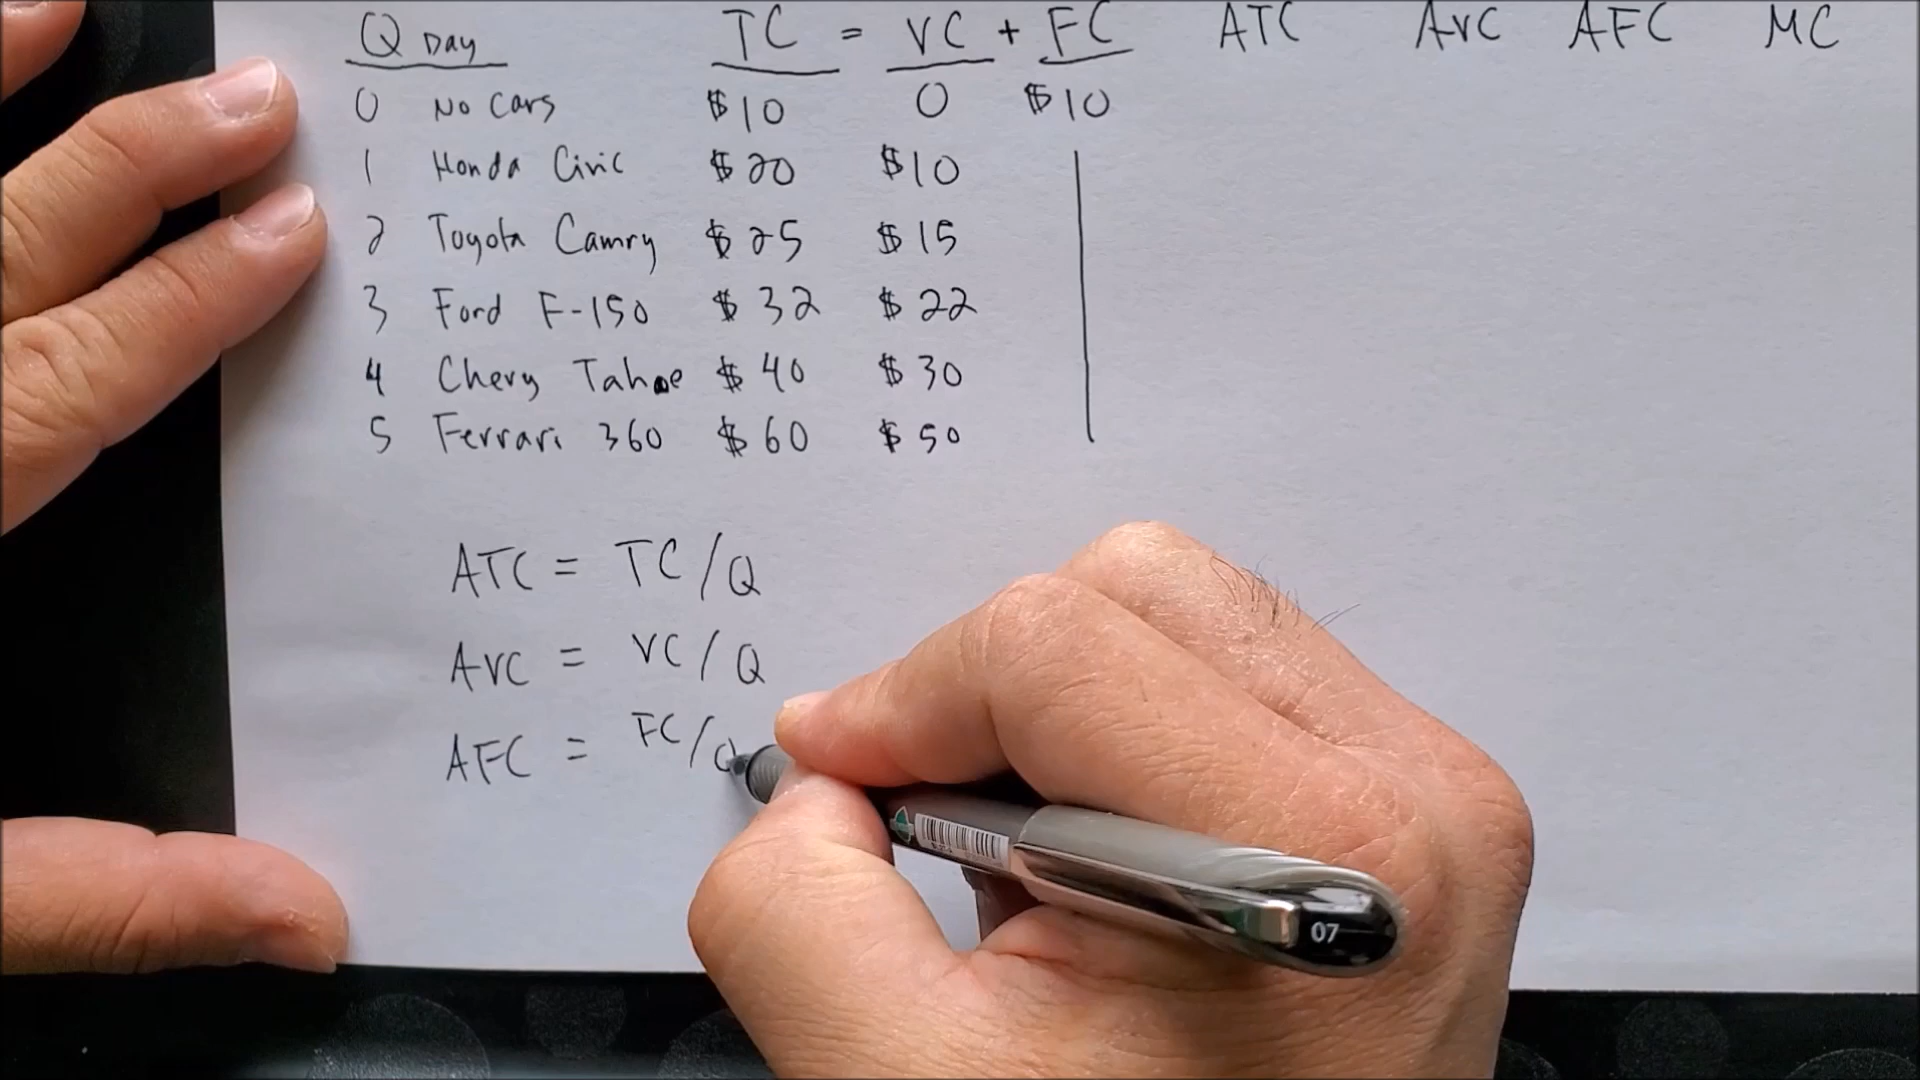 Q Day TC = VC + FC ATC AVC AFC MC
0 No Cars $10 0 $10
1 Honda Civic $20 $10
2 Toyota Camry $25 $15
3 Ford F-150 $32 $22
4 Chevy Tahoe $40 $30
5 Ferrari 360 $60 $50
ATC = TC/Q
AVC = VC/Q
AFC = FC/Q
07